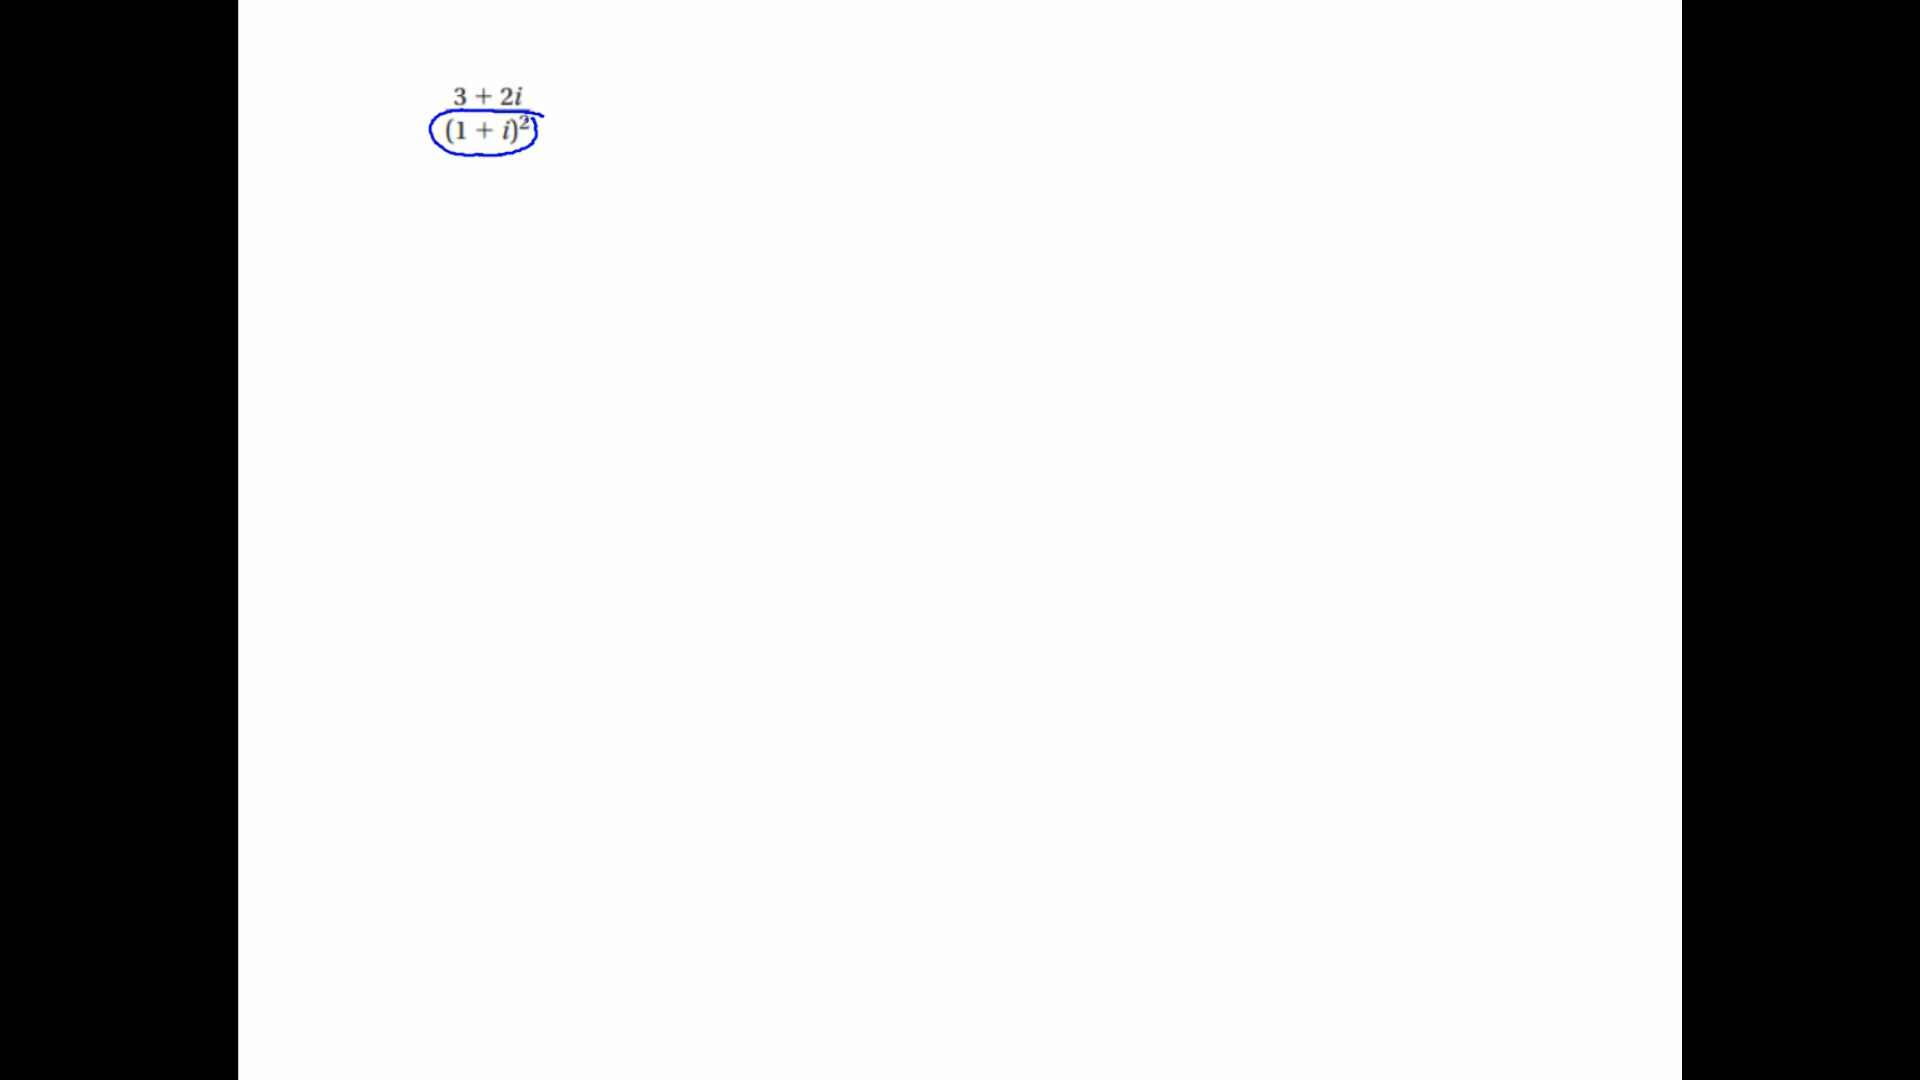 3 + 2i
(1 + i)²